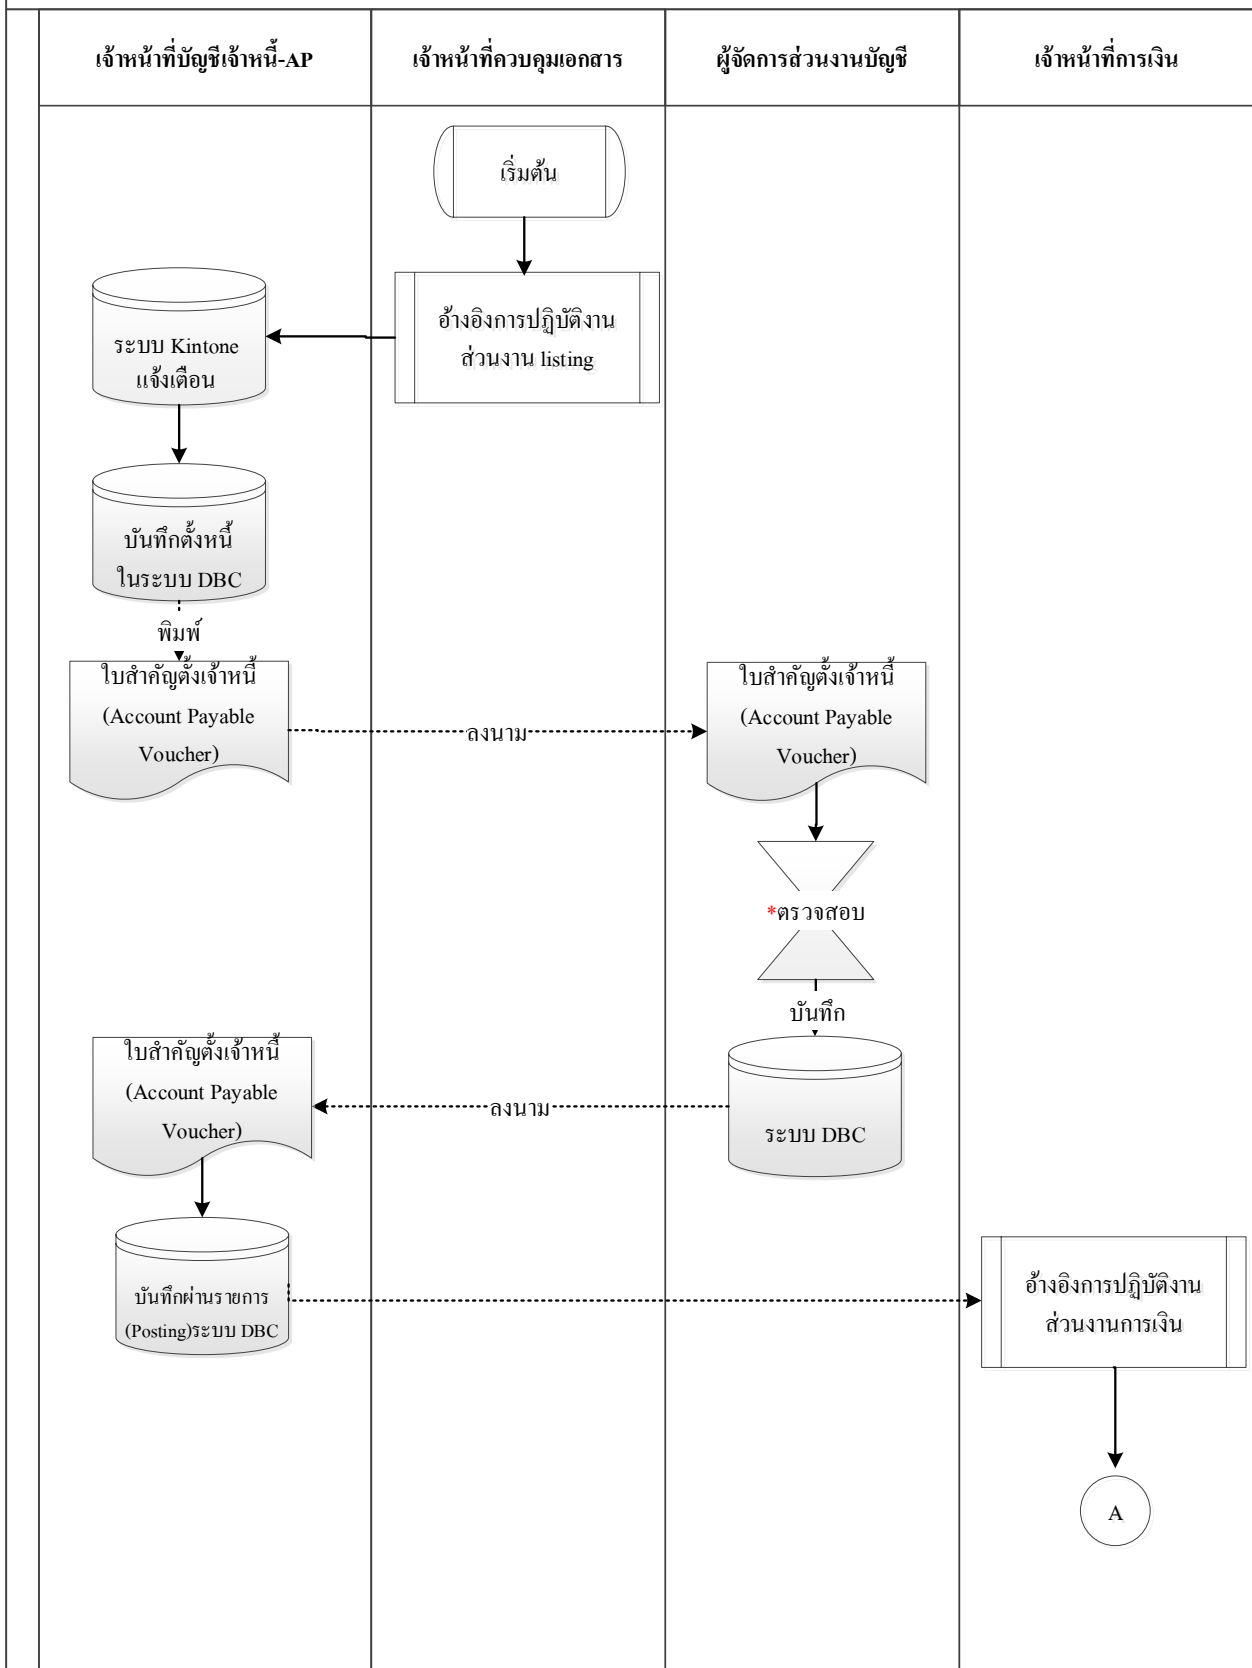 เจ้าหน้าที่บัญชีเจ้าหนี้-AP
เจ้าหน้าที่ควบคุมเอกสาร
ผู้จัดการส่วนงานบัญชี
เจ้าหน้าที่การเงิน
เริ่มต้น
อ้างอิงการปฏิบัติงาน
ส่วนงาน listing
ระบบ Kintone
แจ้งเตือน
บันทึกตั้งหนี้
ในระบบ DBC
พิมพ์
ใบสำคัญตั้งเจ้าหนี้
(Account Payable
Voucher)
ลงนาม
ใบสำคัญตั้งเจ้าหนี้
(Account Payable
Voucher)
*ตรวจสอบ
บันทึก
ระบบ DBC
ลงนาม
ใบสำคัญตั้งเจ้าหนี้
(Account Payable
Voucher)
บันทึกผ่านรายการ
(Posting)ระบบ DBC
อ้างอิงการปฏิบัติงาน
ส่วนงานการเงิน
A